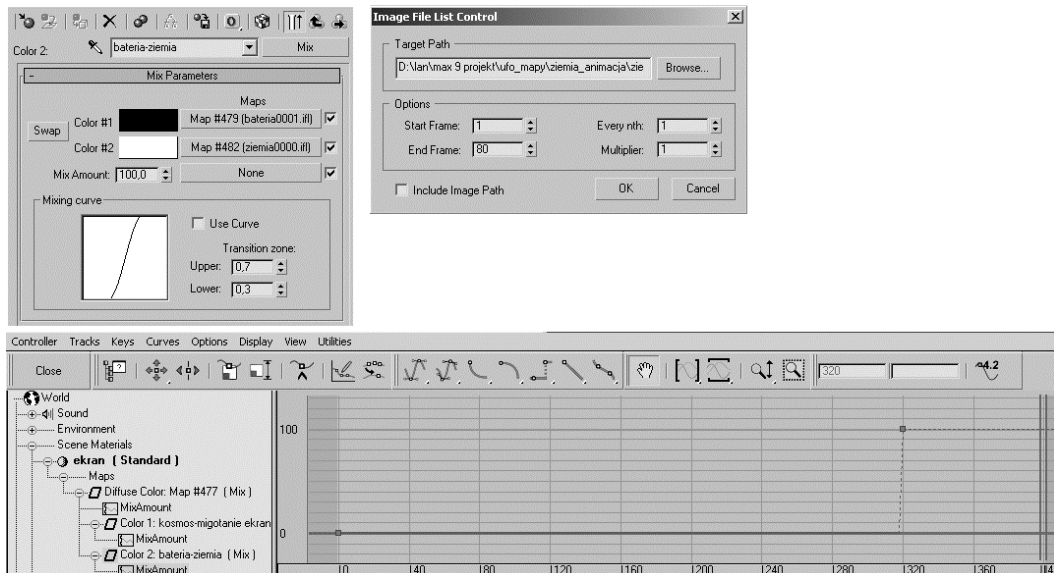 Color 2:
bateria-ziemia
Mix
-
Mix Parameters
Maps
Swap
Color #1
Map #479 (bateria0001.ifl)
Color #2
Map #482 (ziemia0000.ifl)
Mix Amount: 100,0
None
Mixing curve
Use Curve
Transition zone:
Upper: 0,7
Lower: 0,3
Image File List Control
Target Path
D:\Ian\max 9 projekt\ufo_mapy\ziemia_animacja\zie
Browse...
Options
Start Frame: 1
Every nth: 1
End Frame: 80
Multiplier: 1
Include Image Path
OK
Cancel
Controller Tracks Keys Curves Options Display View Utilities
Close
320
4.2
World
Sound
Environment
Scene Materials
ekran ( Standard )
Maps
Diffuse Color: Map #477 ( Mix )
MixAmount
Color 1: kosmos-migotanie ekran
MixAmount
Color 2: bateria-ziemia ( Mix )
MixAmount
100
0
0 40 80 120 160 200 240 280 320 360